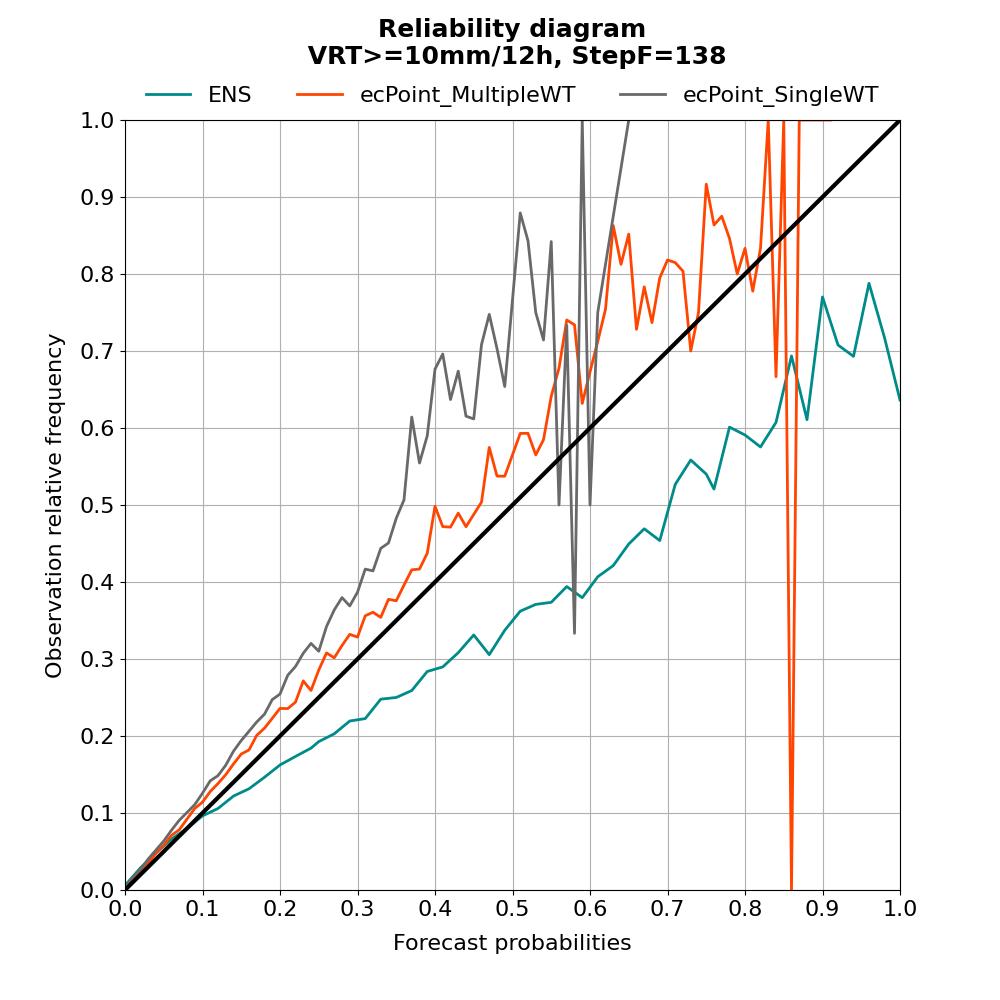 Reliability diagram
VRT>=10mm/12h, StepF=138
ENS ecPoint_MultipleWT ecPoint_SingleWT
1.0
0.9
0.8
0.7
0.6
0.5
0.4
0.3
0.2
0.1
0.0
Observation relative frequency
0.0 0.1 0.2 0.3 0.4 0.5 0.6 0.7 0.8 0.9 1.0
Forecast probabilities